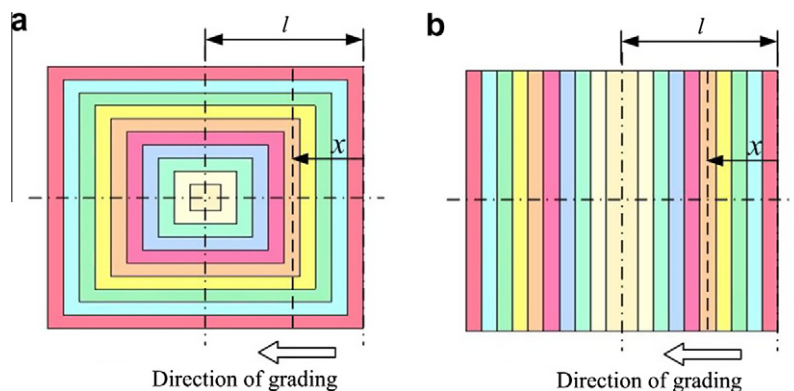 a
l
x
Direction of grading
b
l
x
Direction of grading